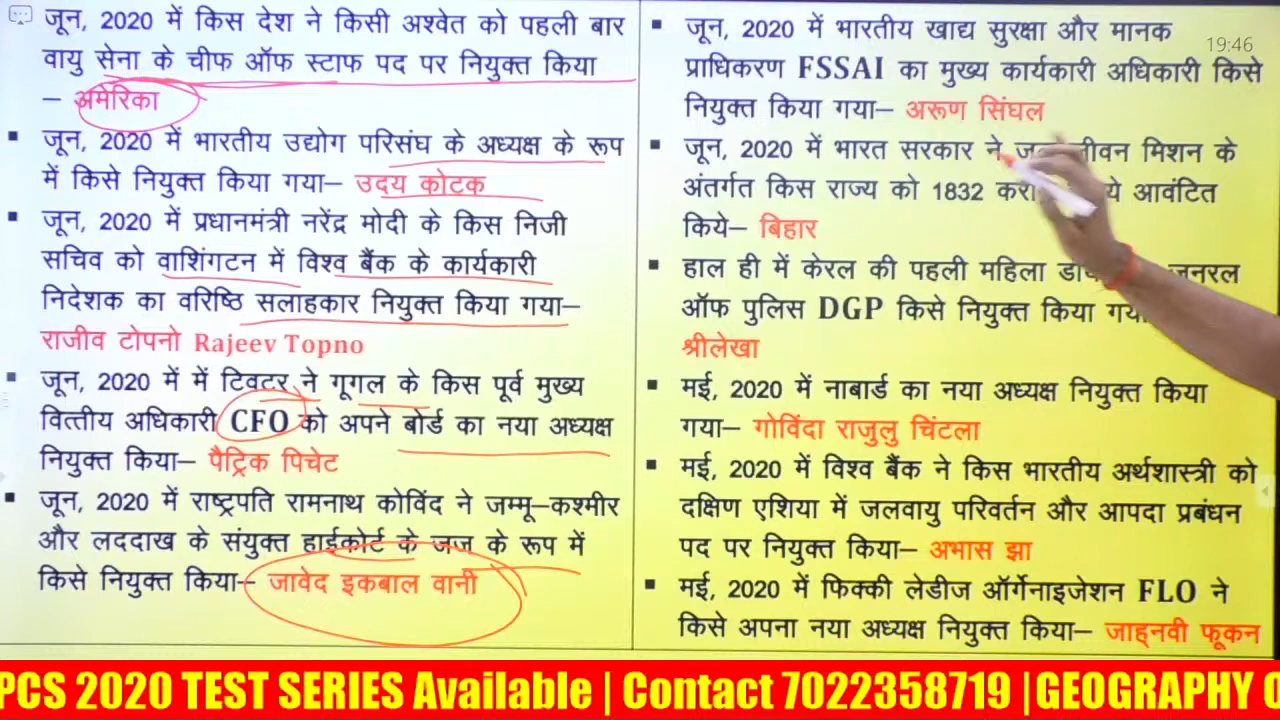 जून, 2020 में किस देश ने किसी अश्वेत को पहली बार
वायु सेना के चीफ ऑफ स्टाफ पद पर नियुक्त किया
– अमेरिका
जून, 2020 में भारतीय उद्योग परिसंघ के अध्यक्ष के रूप
में किसे नियुक्त किया गया– उदय कोटक
जून, 2020 में प्रधानमंत्री नरेंद्र मोदी के किस निजी
सचिव को वाशिंगटन में विश्व बैंक के कार्यकारी
निदेशक का वरिष्ठि सलाहकार नियुक्त किया गया–
राजीव टोपनो Rajeev Topno
जून, 2020 में में टिवटर ने गूगल के किस पूर्व मुख्य
वित्तीय अधिकारी CFO को अपने बोर्ड का नया अध्यक्ष
नियुक्त किया– पैट्रिक पिचेट
जून, 2020 में राष्ट्रपति रामनाथ कोविंद ने जम्मू–कश्मीर
और लददाख के संयुक्त हाईकोर्ट के जज के रूप में
किसे नियुक्त किया– जावेद इकबाल वानी
19:46
जून, 2020 में भारतीय खाद्य सुरक्षा और मानक
प्राधिकरण FSSAI का मुख्य कार्यकारी अधिकारी किसे
नियुक्त किया गया– अरूण सिंघल
जून, 2020 में भारत सरकार ने मिशन के
अंतर्गत किस राज्य को 1832 आवंटित
किये– बिहार
हाल ही में केरल की पहली महिला जनरल
ऑफ पुलिस DGP किसे नियुक्त किया
श्रीलेखा
मई, 2020 में नाबार्ड का नया अध्यक्ष नियुक्त किया
गया– गोविंदा राजुलु चिंटला
मई, 2020 में विश्व बैंक ने किस भारतीय अर्थशास्त्री को
दक्षिण एशिया में जलवायु परिवर्तन और आपदा प्रबंधन
पद पर नियुक्त किया– अभास झा
मई, 2020 में फिक्की लेडीज ऑर्गेनाइजेशन FLO ने
किसे अपना नया अध्यक्ष नियुक्त किया– जाह्नवी फूकन
PCS 2020 TEST SERIES Available | Contact 7022358719 |GEOGRAPHY